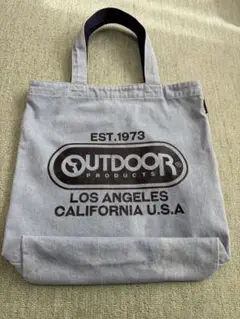 EST.1973
OUTDOOR®
PRODUCTS
LOS ANGELES
CALIFORNIA U.S.A